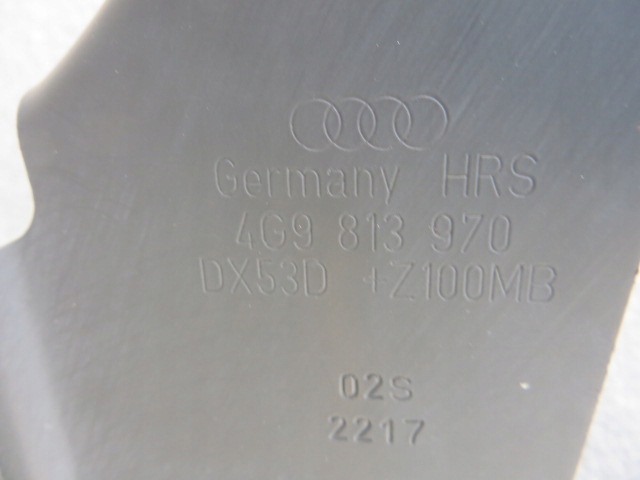 Germany HRS
4G9 813 970
DX53D +Z100MB
02S
2217